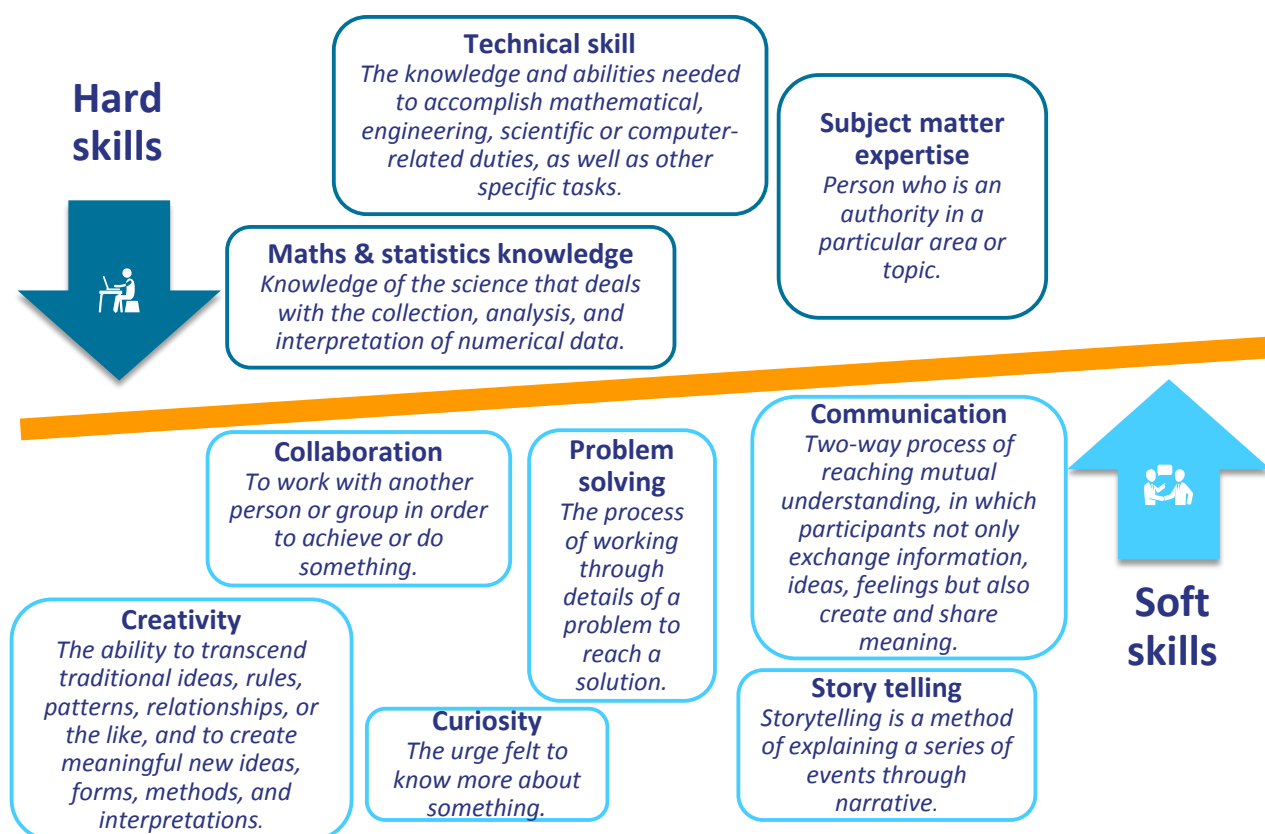 Hard
skills
Technical skill
The knowledge and abilities needed
to accomplish mathematical,
engineering, scientific or computer-
related duties, as well as other
specific tasks.
Subject matter
expertise
Person who is an
authority in a
particular area or
topic.
Maths & statistics knowledge
Knowledge of the science that deals
with the collection, analysis, and
interpretation of numerical data.
Collaboration
To work with another
person or group in order
to achieve or do
something.
Problem
solving
The process
of working
through
details of a
problem to
reach a
solution.
Communication
Two-way process of
reaching mutual
understanding, in which
participants not only
exchange information,
ideas, feelings but also
create and share
meaning.
Soft
skills
Creativity
The ability to transcend
traditional ideas, rules,
patterns, relationships, or
the like, and to create
meaningful new ideas,
forms, methods, and
interpretations.
Curiosity
The urge felt to
know more about
something.
Story telling
Storytelling is a method
of explaining a series of
events through
narrative.